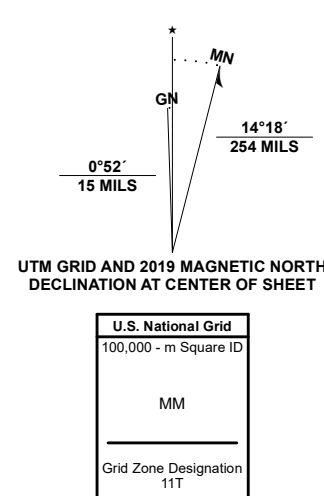 ★
MN
GN
14°18´
254 MILS
0°52´
15 MILS
UTM GRID AND 2019 MAGNETIC NORTH
DECLINATION AT CENTER OF SHEET
U.S. National Grid
100,000 - m Square ID
MM
Grid Zone Designation
11T